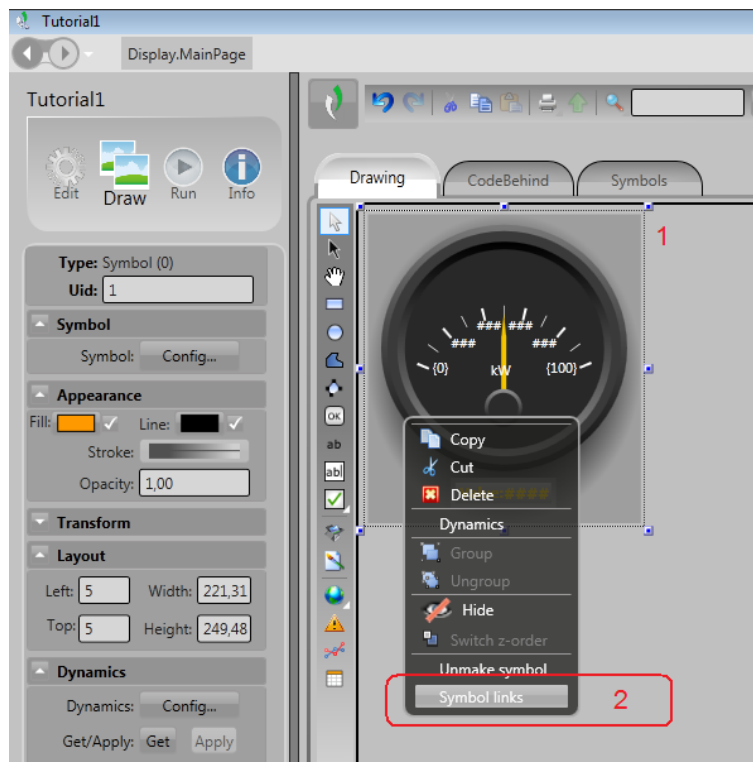 Tutorial1
Display.MainPage
Tutorial1
Edit Draw Run Info
Type: Symbol (0)
Uid: 1
Symbol
Symbol: Config...
Appearance
Fill: Line:
Stroke:
Opacity: 1,00
Transform
Layout
Left: 5 Width: 221,31
Top: 5 Height: 249,48
Dynamics
Dynamics: Config...
Get/Apply: Get Apply
Drawing CodeBehind Symbols
OK
ab
ab
1
### ###
### ###
{0} kW {100}
Copy
Cut
Delete
Dynamics
Group
Ungroup
Hide
Switch z-order
Unmake symbol
Symbol links 2